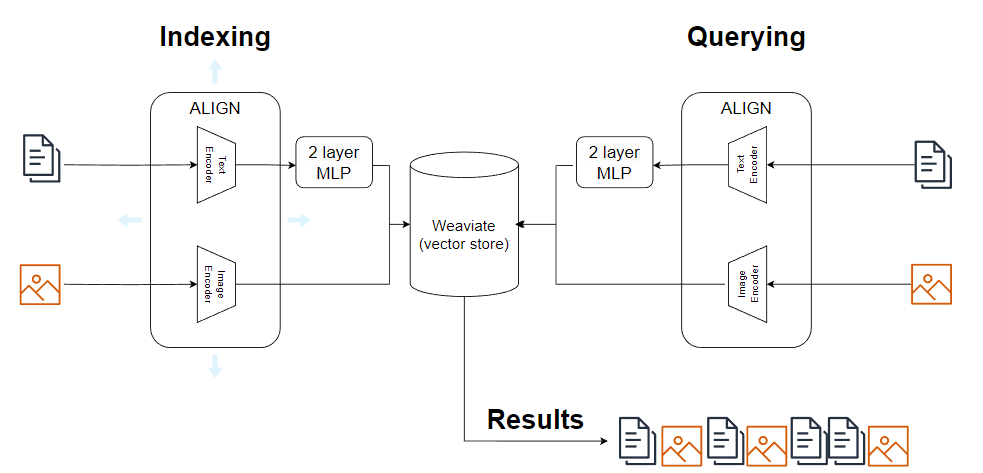 Indexing
Querying
ALIGN
ALIGN
Text
Encoder
2 layer
MLP
2 layer
MLP
Text
Encoder
Weaviate
(vector store)
Image
Encoder
Image
Encoder
Results